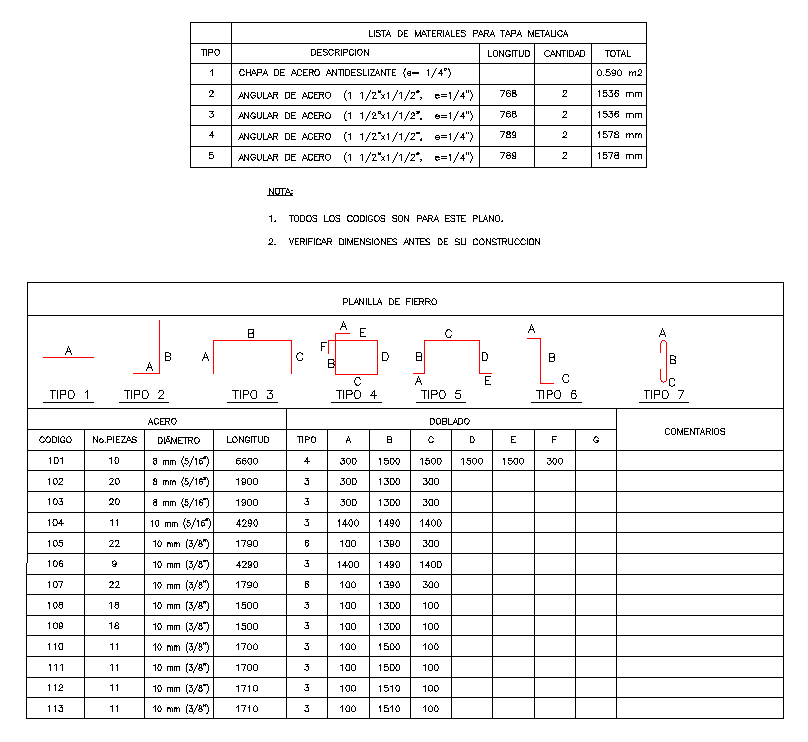 LISTA DE MATERIALES PARA TAPA METALICA
TIPO DESCRIPCION LONGITUD CANTIDAD TOTAL
1 CHAPA DE ACERO ANTIDESLIZANTE (e= 1/4") 0.590 m2
2 ANGULAR DE ACERO (1 1/2"x1/1/2", e=1/4") 768 2 1536 mm
3 ANGULAR DE ACERO (1 1/2"x1/1/2", e=1/4") 768 2 1536 mm
4 ANGULAR DE ACERO (1 1/2"x1/1/2", e=1/4") 789 2 1578 mm
5 ANGULAR DE ACERO (1 1/2"x1/1/2", e=1/4") 789 2 1578 mm
NOTA:
1. TODOS LOS CODIGOS SON PARA ESTE PLANO.
2. VERIFICAR DIMENSIONES ANTES DE SU CONSTRUCCION
PLANILLA DE FIERRO
A
A B
A B C
A E F B D C
C B D A E
A B C
A B C
TIPO 1 TIPO 2 TIPO 3 TIPO 4 TIPO 5 TIPO 6 TIPO 7
ACERO DOBLADO COMENTARIOS
CODIGO No.PIEZAS DIÁMETRO LONGITUD TIPO A B C D E F G
101 10 8 mm (5/16") 6600 4 300 1500 1500 1500 1500 300
102 20 8 mm (5/16") 1900 3 300 1300 300
103 20 8 mm (5/16") 1900 3 300 1300 300
104 11 10 mm (5/16") 4290 3 1400 1490 1400
105 22 10 mm (3/8") 1790 6 100 1390 300
106 9 10 mm (3/8") 4290 3 1400 1490 1400
107 22 10 mm (3/8") 1790 6 100 1390 300
108 18 10 mm (3/8") 1500 3 100 1300 100
109 18 10 mm (3/8") 1500 3 100 1300 100
110 11 10 mm (3/8") 1700 3 100 1500 100
111 11 10 mm (3/8") 1700 3 100 1500 100
112 11 10 mm (3/8") 1710 3 100 1510 100
113 11 10 mm (3/8") 1710 3 100 1510 100